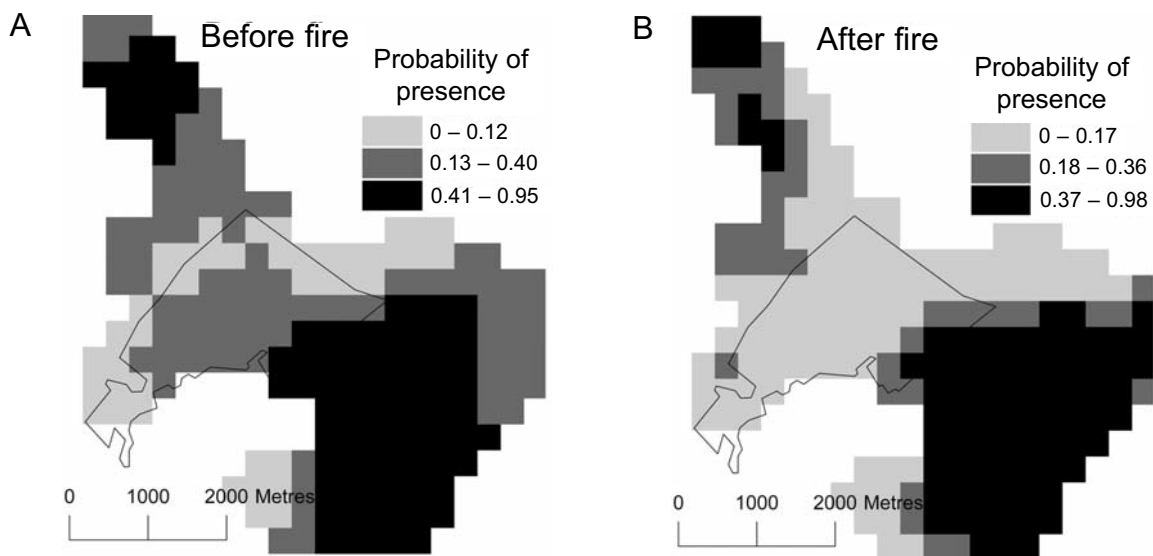 A
Before fire
Probability of
presence
0 – 0.12
0.13 – 0.40
0.41 – 0.95
0 1000 2000 Metres
B
After fire
Probability of
presence
0 – 0.17
0.18 – 0.36
0.37 – 0.98
0 1000 2000 Metres